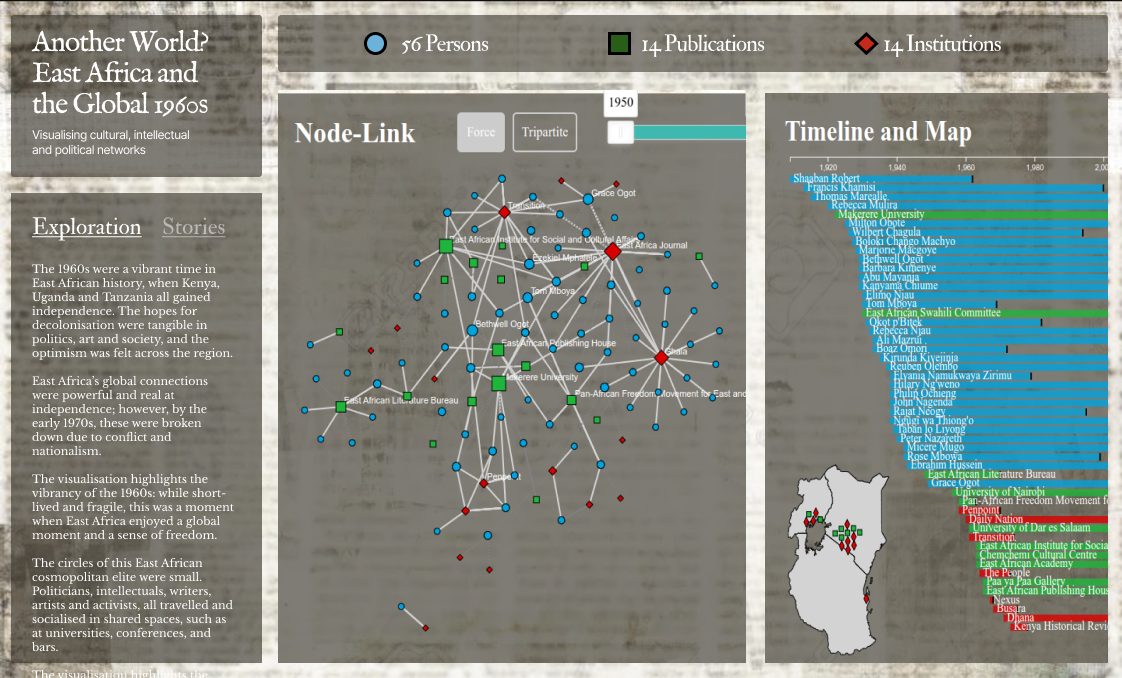 Another World?
East Africa and
the Global 1960s
Visualising cultural, intellectual
and political networks
56 Persons
14 Publications
14 Institutions
Exploration Stories
The 1960s were a vibrant time in
East African history, when Kenya,
Uganda and Tanzania all gained
independence. The hopes for
decolonisation were tangible in
politics, art and society, and the
optimism was felt across the region.
East Africa's global connections
were powerful and real at
independence; however, by the
early 1970s, these were broken
down due to conflict and
nationalism.
The visualisation highlights the
vibrancy of the 1960s: while short-
lived and fragile, this was a moment
when East Africa enjoyed a global
moment and a sense of freedom.
The circles of this East African
cosmopolitan elite were small.
Politicians, intellectuals, writers,
artists and activists, all travelled and
socialised in shared spaces, such as
at universities, conferences, and
bars.
The visualisation highlights the
Node-Link
Force
Tripartite
1950
Grace Ogot
Transition
East African Institute for Social and Cultural Affairs
East Africa Journal
Ezekiel Mphahlele
Tom Mboya
Bethwell Ogot
East African Publishing House
Ghala
Makerere University
Pan-African Freedom Movement for East and
East African Literature Bureau
Penpoint
Timeline and Map
1,920 1,940 1,960 1,980 2,00
Shaaban Robert
Francis Khamisi
Thomas Marealle
Rebecca Mulira
Makerere University
Milton Obote
Wilbert Chagula
Boloki Chango Machyo
Marjorie Macgoye
Bethwell Ogot
Barbara Kimenye
Abu Mayanja
Kanyama Chiume
Elimo Njau
Tom Mboya
East African Swahili Committee
Okot p'Bitek
Rebecca Njau
Ali Mazrui
Boaz Omori
Kirunda Kivejinja
Reuben Olembo
Elvania Namukwaya Zirimu
Hilary Ng'weno
Philip Ochieng
John Nagenda
Rajat Neogy
Ngugi wa Thiong'o
Taban lo Liyong
Peter Nazareth
Micere Mugo
Rose Mbowa
Ebrahim Hussein
East African Literature Bureau
Grace Ogot
University of Nairobi
Pan-African Freedom Movement f
Penpoint
Daily Nation
University of Dar es Salaam
Transition
East African Institute for Socia
Chemchemi Cultural Centre
East African Academy
The People
Paa ya Paa Gallery
East African Publishing Hous
Nexus
Busara
Dhana
Kenya Historical Revi